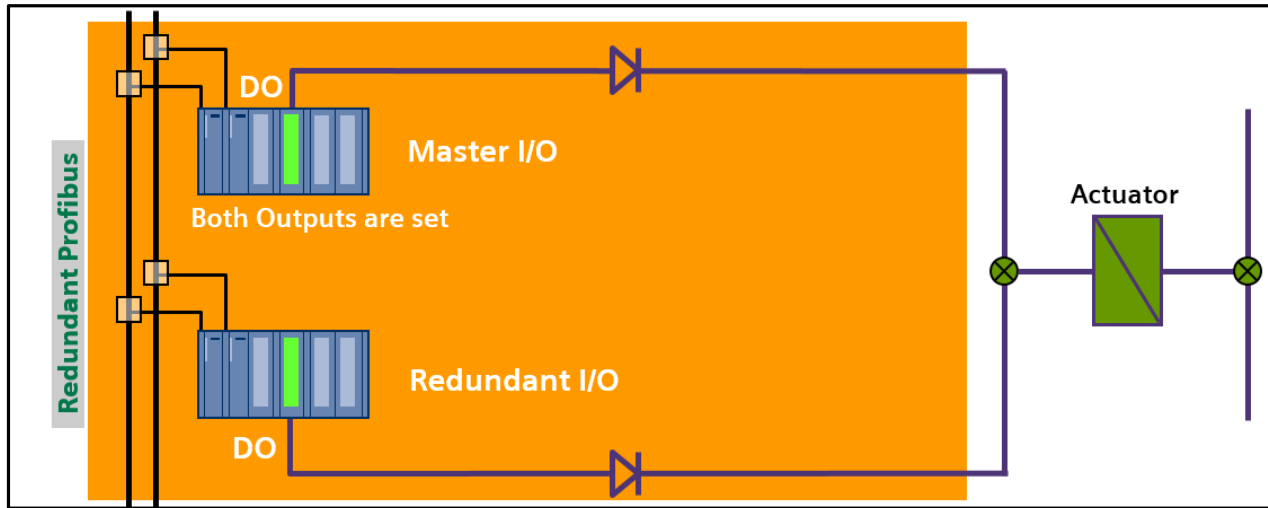 DO
Master I/O
Both Outputs are set
Redundant Profibus
Actuator
Redundant I/O
DO